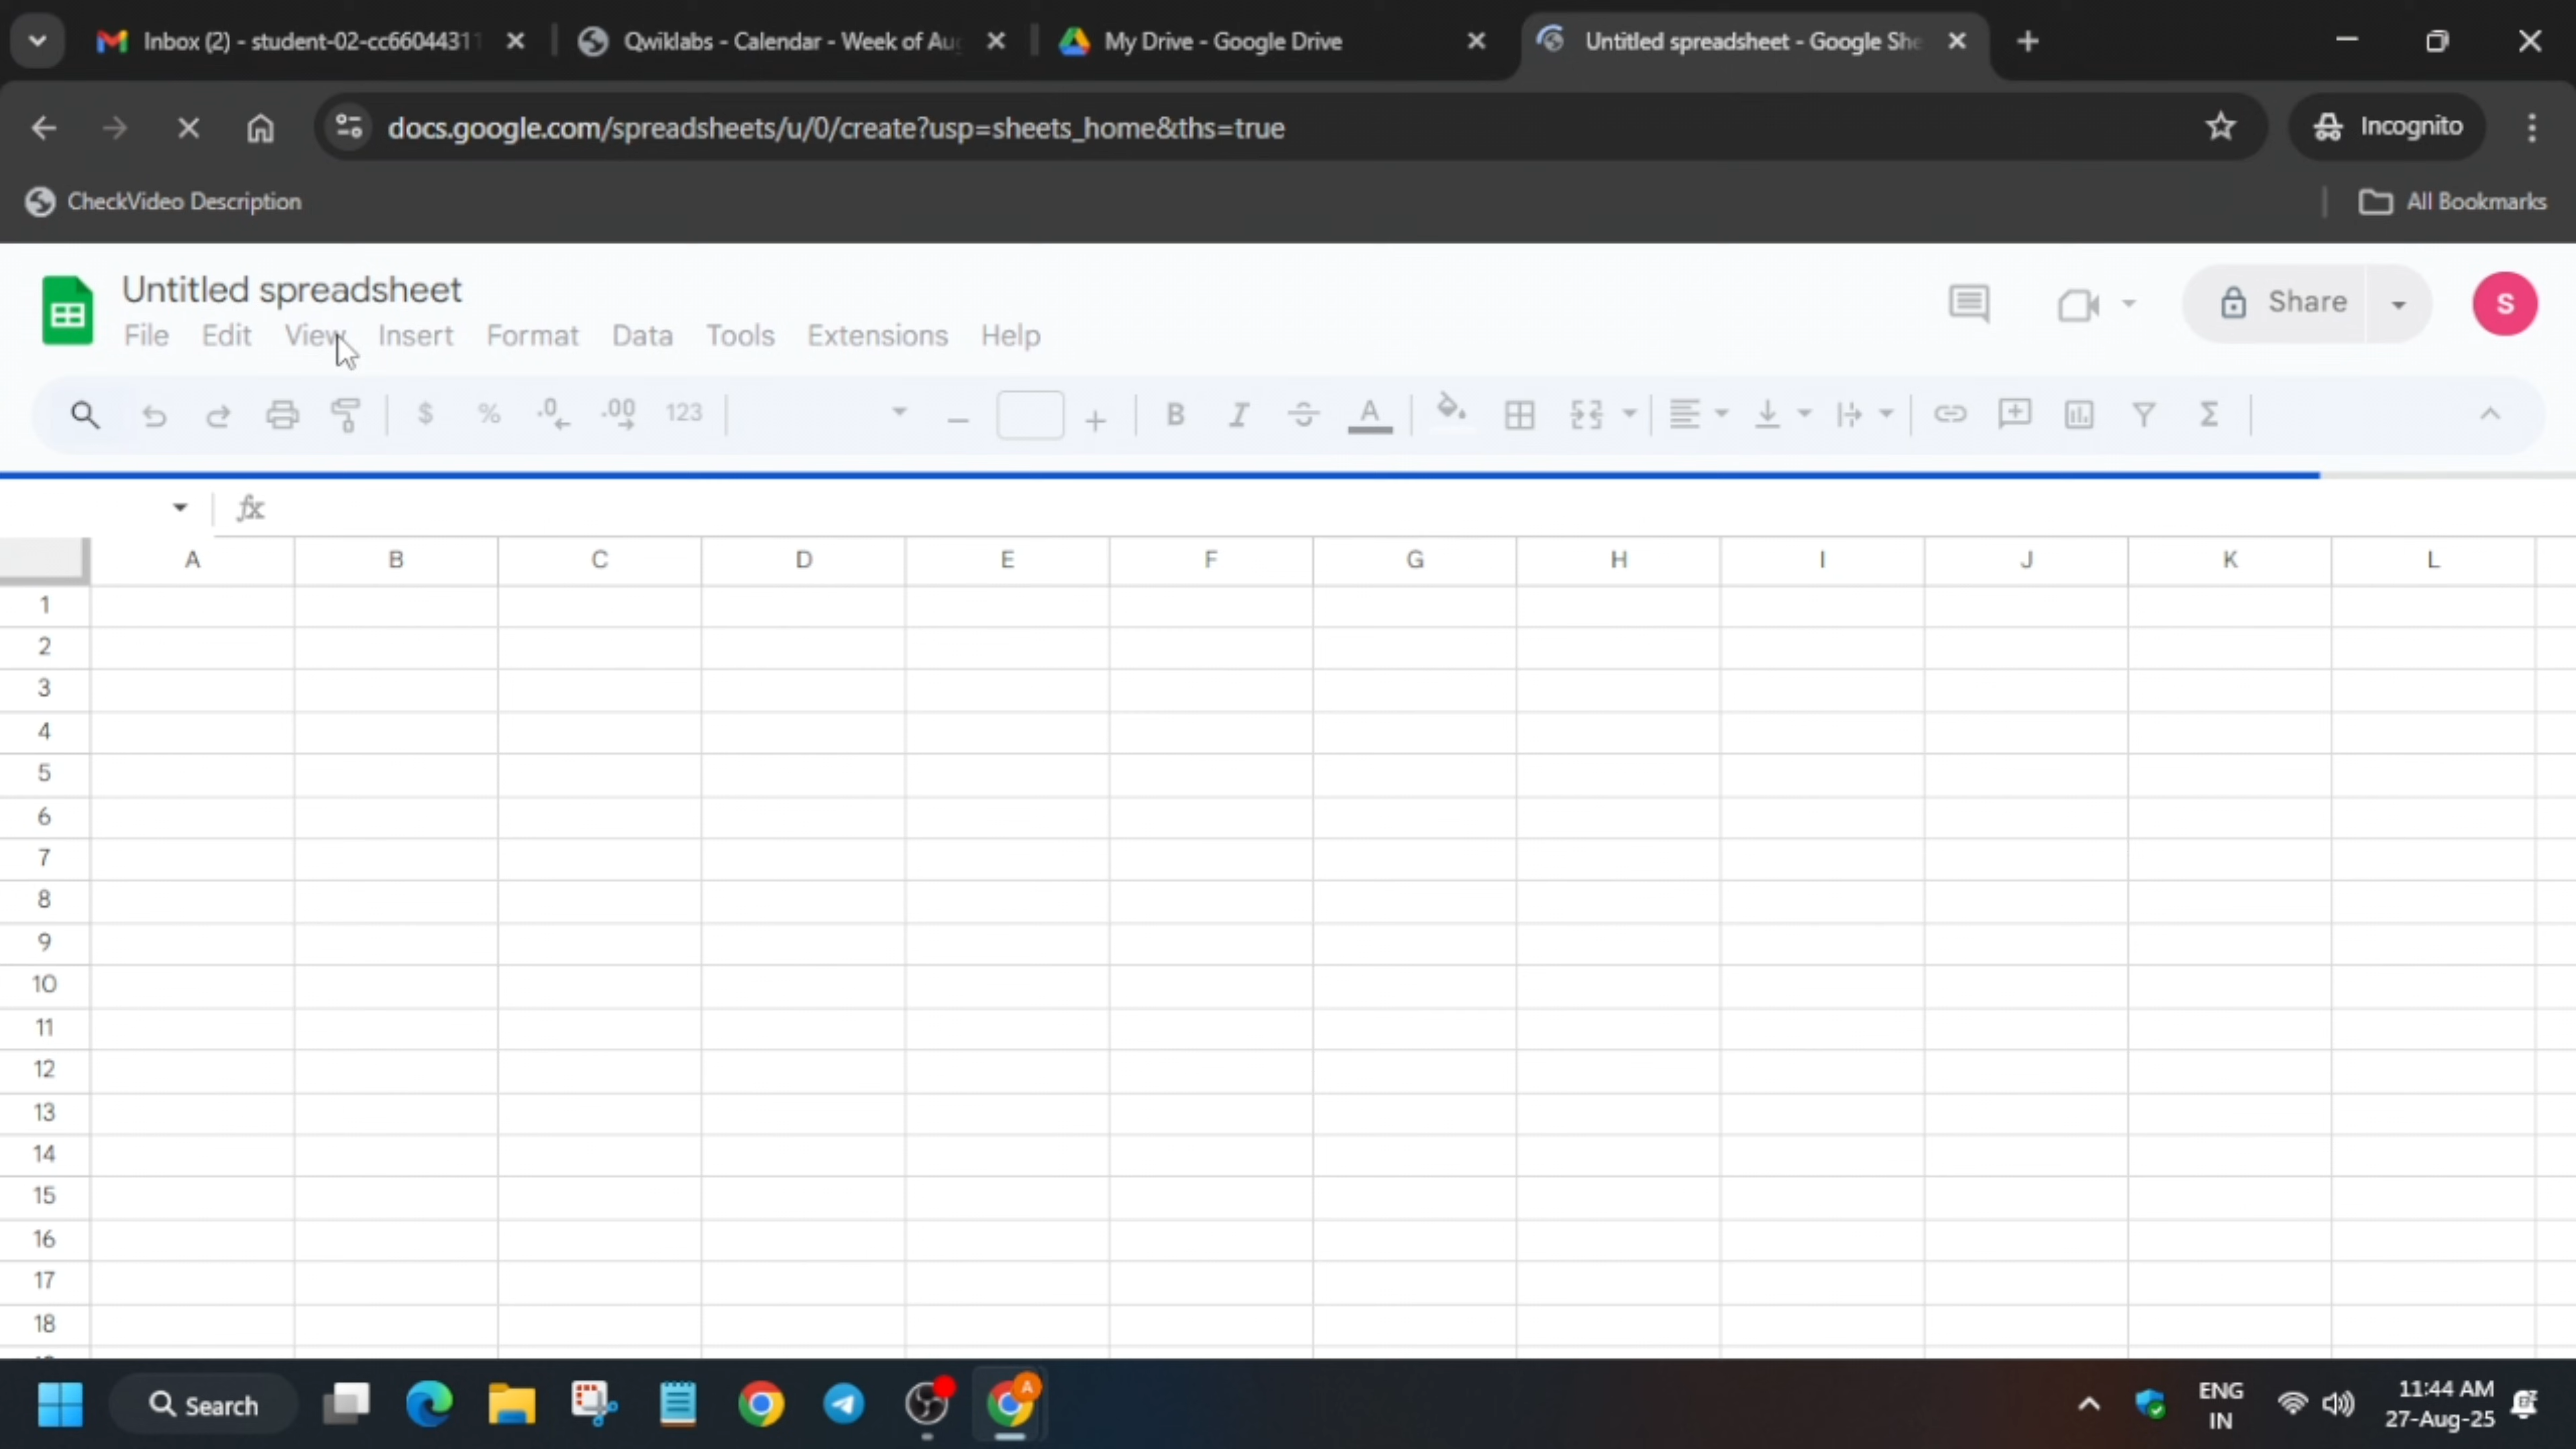 Inbox (2) - student-02-cc66044311
Qwiklabs - Calendar - Week of Au
My Drive - Google Drive
Untitled spreadsheet - Google She
docs.google.com/spreadsheets/u/0/create?usp=sheets_home&ths=true
Incognito
CheckVideo Description
All Bookmarks
Untitled spreadsheet
File Edit View Insert Format Data Tools Extensions Help
Share
S
$ % .0 .00 123
B I A Σ
fx
A B C D E F G H I J K L
1
2
3
4
5
6
7
8
9
10
11
12
13
14
15
16
17
18
Search
A
ENG
IN
11:44 AM
27-Aug-25